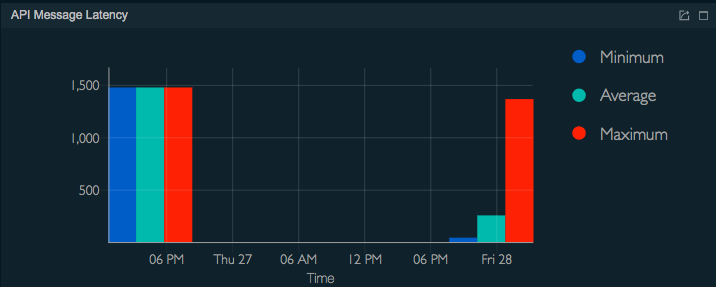 API Message Latency
Minimum
Average
Maximum
1,500
1,000
500
06 PM Thu 27 06 AM 12 PM 06 PM Fri 28
Time